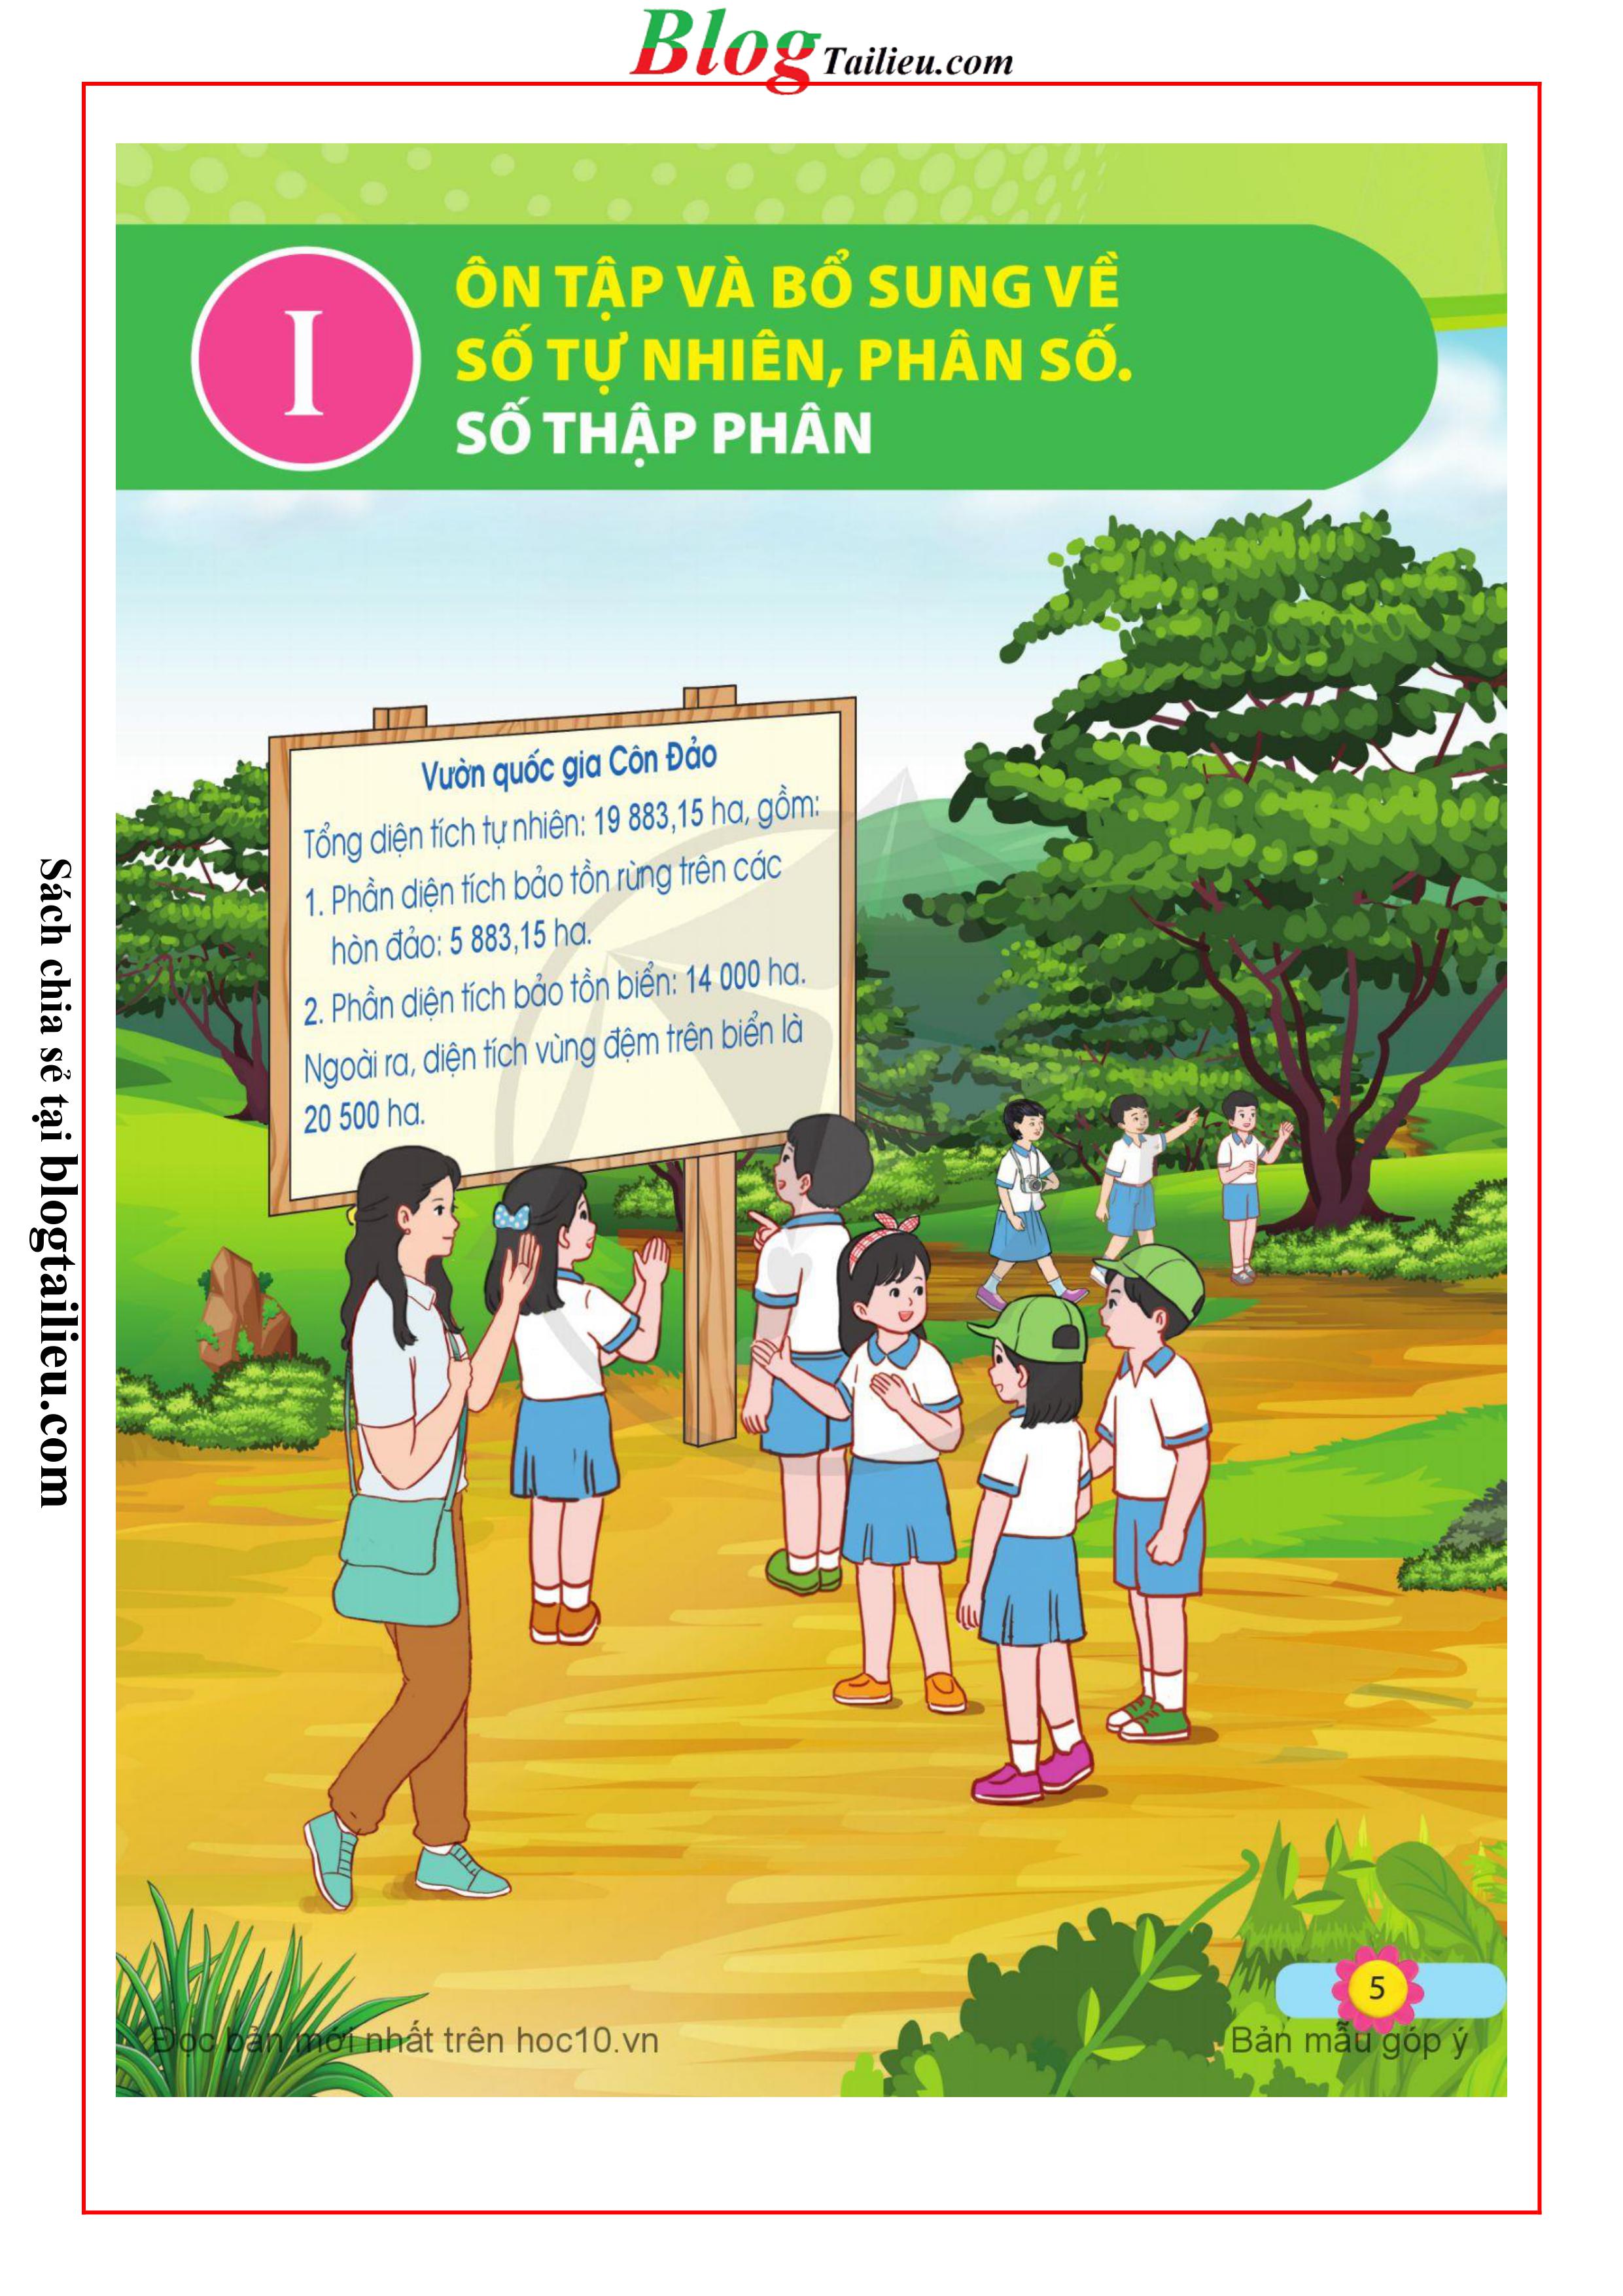 Blog Tailieu.com
ÔN TẬP VÀ BỔ SUNG VỀ
I
SỐ TỰ NHIÊN, PHÂN SỐ.
SỐ THẬP PHÂN
Vườn quốc gia Côn Đảo
Tổng diện tích tự nhiên: 19 883,15 ha, gồm:
1. Phần diện tích bảo tồn rừng trên các
hòn đảo: 5 883,15 ha.
2. Phần diện tích bảo tồn biển: 14 000 ha.
Ngoài ra, diện tích vùng đệm trên biển là
20 500 ha.
Sách chia sẻ tại blogtailieu.com
5
Đọc bản mới nhất trên hoc10.vn
Bản mẫu góp ý